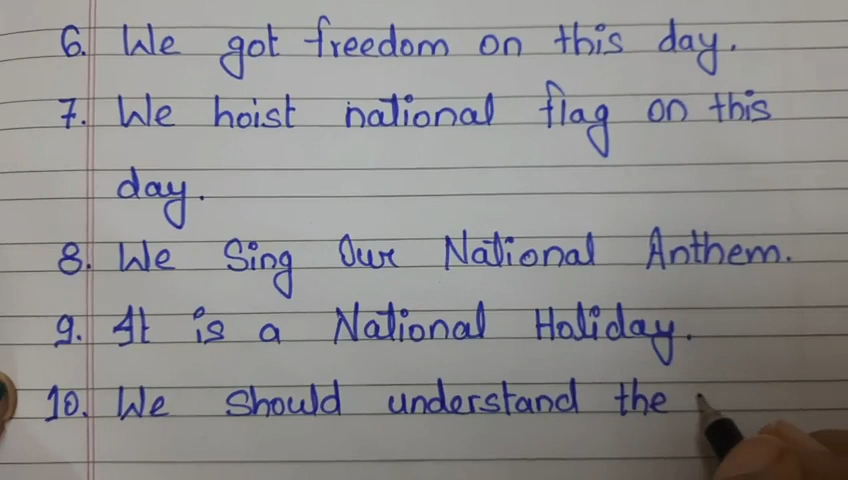 6. We got freedom on this day.
7. We hoist national flag on this
day.
8. We Sing Our National Anthem.
9. It is a National Holiday.
10. We should understand the